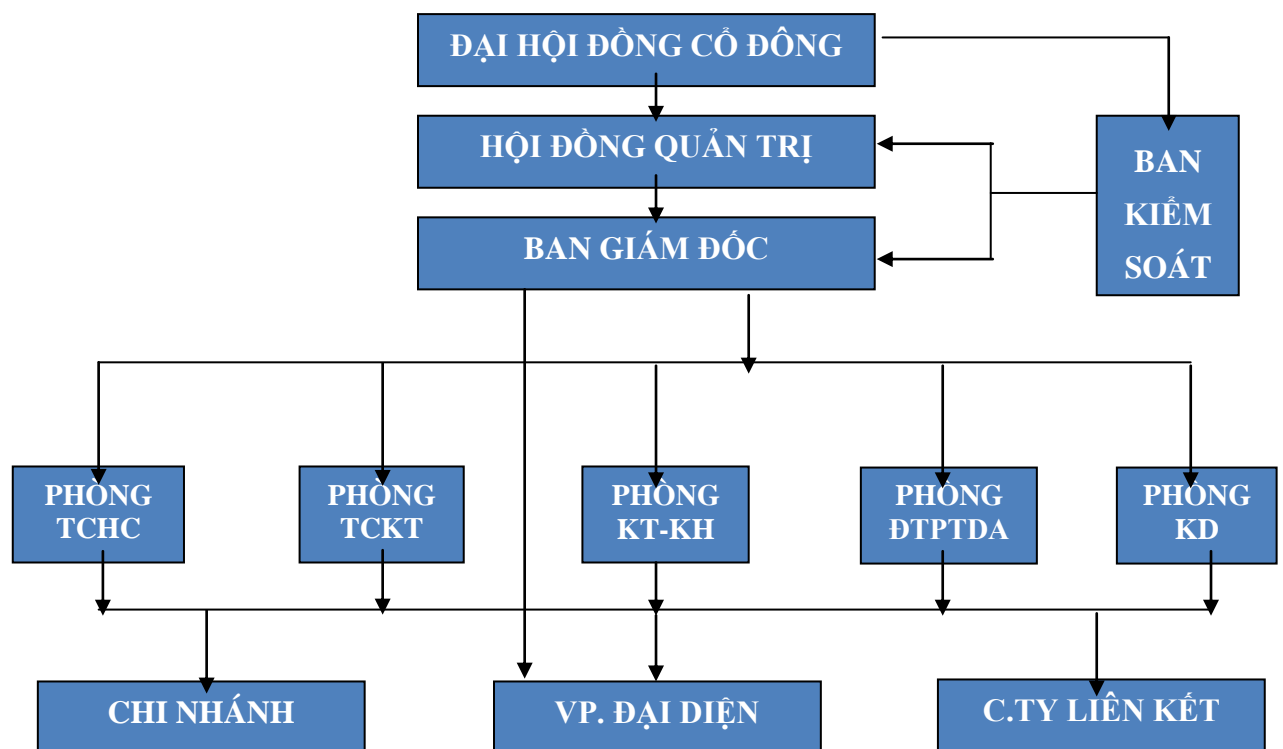 ĐẠI HỘI ĐỒNG CỔ ĐÔNG
HỘI ĐỒNG QUẢN TRỊ
BAN
KIỂM
SOÁT
BAN GIÁM ĐỐC
PHÒNG
TCHC
PHÒNG
TCKT
PHÒNG
KT-KH
PHÒNG
ĐTPTDA
PHÒNG
KD
CHI NHÁNH
VP. ĐẠI DIỆN
C.TY LIÊN KẾT